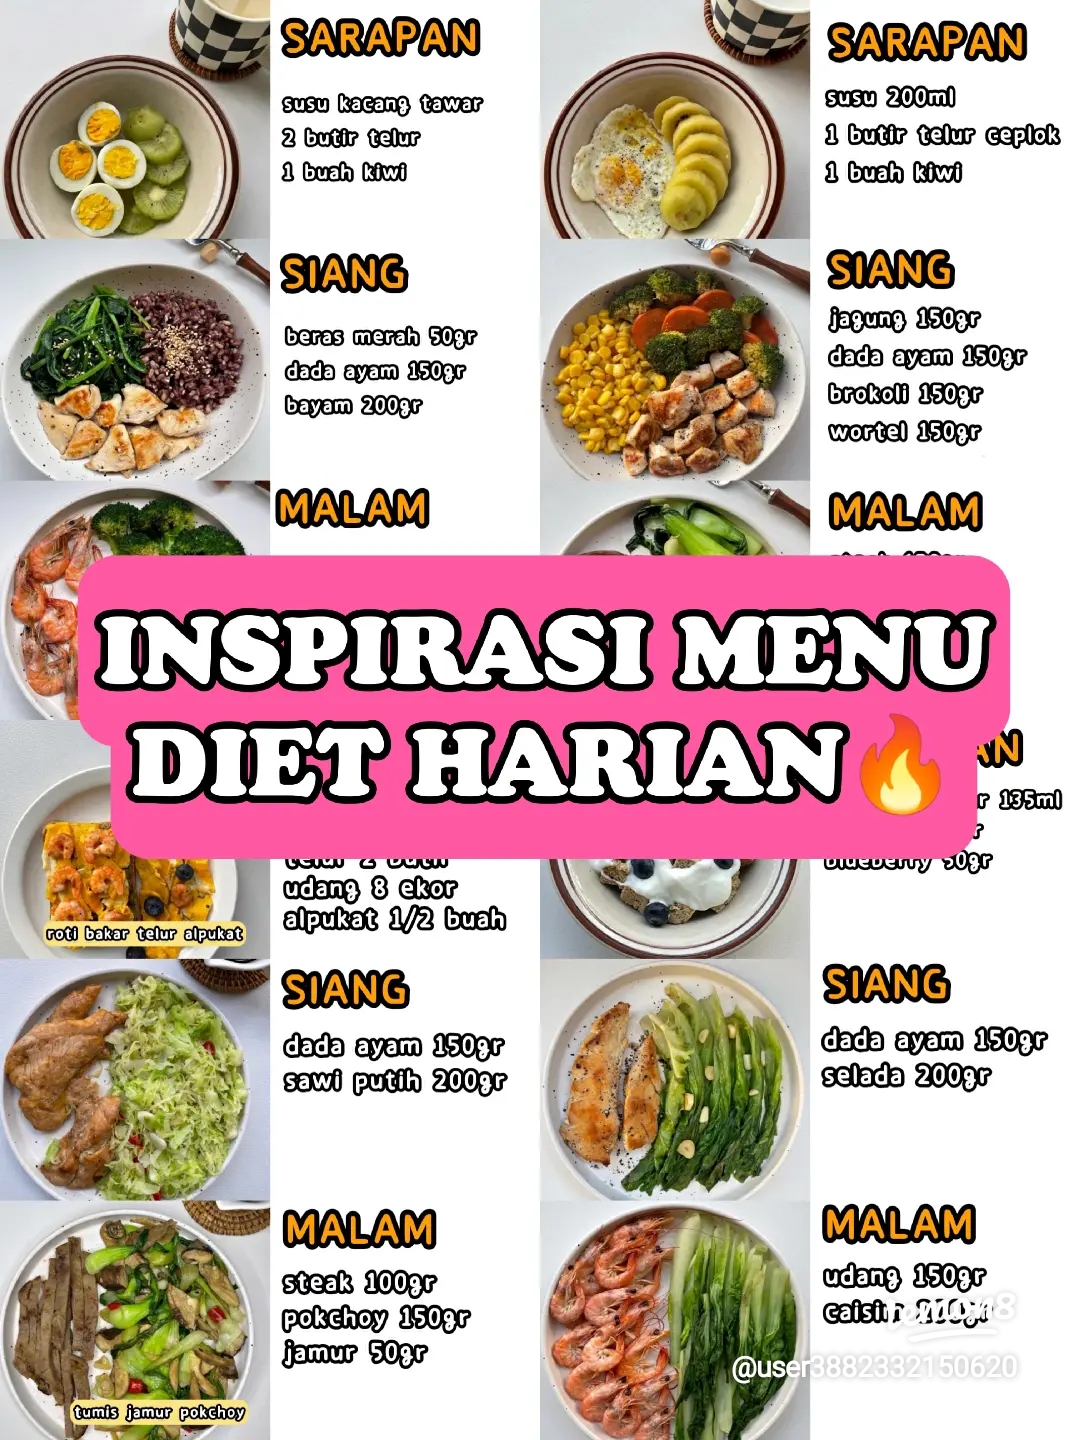 SARAPAN
susu kacang tawar
2 butir telur
1 buah kiwi
SARAPAN
susu 200ml
1 butir telur ceplok
1 buah kiwi
SIANG
beras merah 50gr
dada ayam 150gr
bayam 200gr
SIANG
jagung 150gr
dada ayam 150gr
brokoli 150gr
wortel 150gr
MALAM
MALAM
INSPIRASI MENU
DIET HARIAN🔥
udang 8 ekor
alpukat 1/2 buah
roti bakar telur alpukat
135ml
blueberry 50gr
SIANG
dada ayam 150gr
sawi putih 200gr
SIANG
dada ayam 150gr
selada 200gr
MALAM
steak 100gr
pokchoy 150gr
jamur 50gr
tumis jamur pokchoy
MALAM
udang 150gr
caisim 200gr
lemon8
@user3882332150620